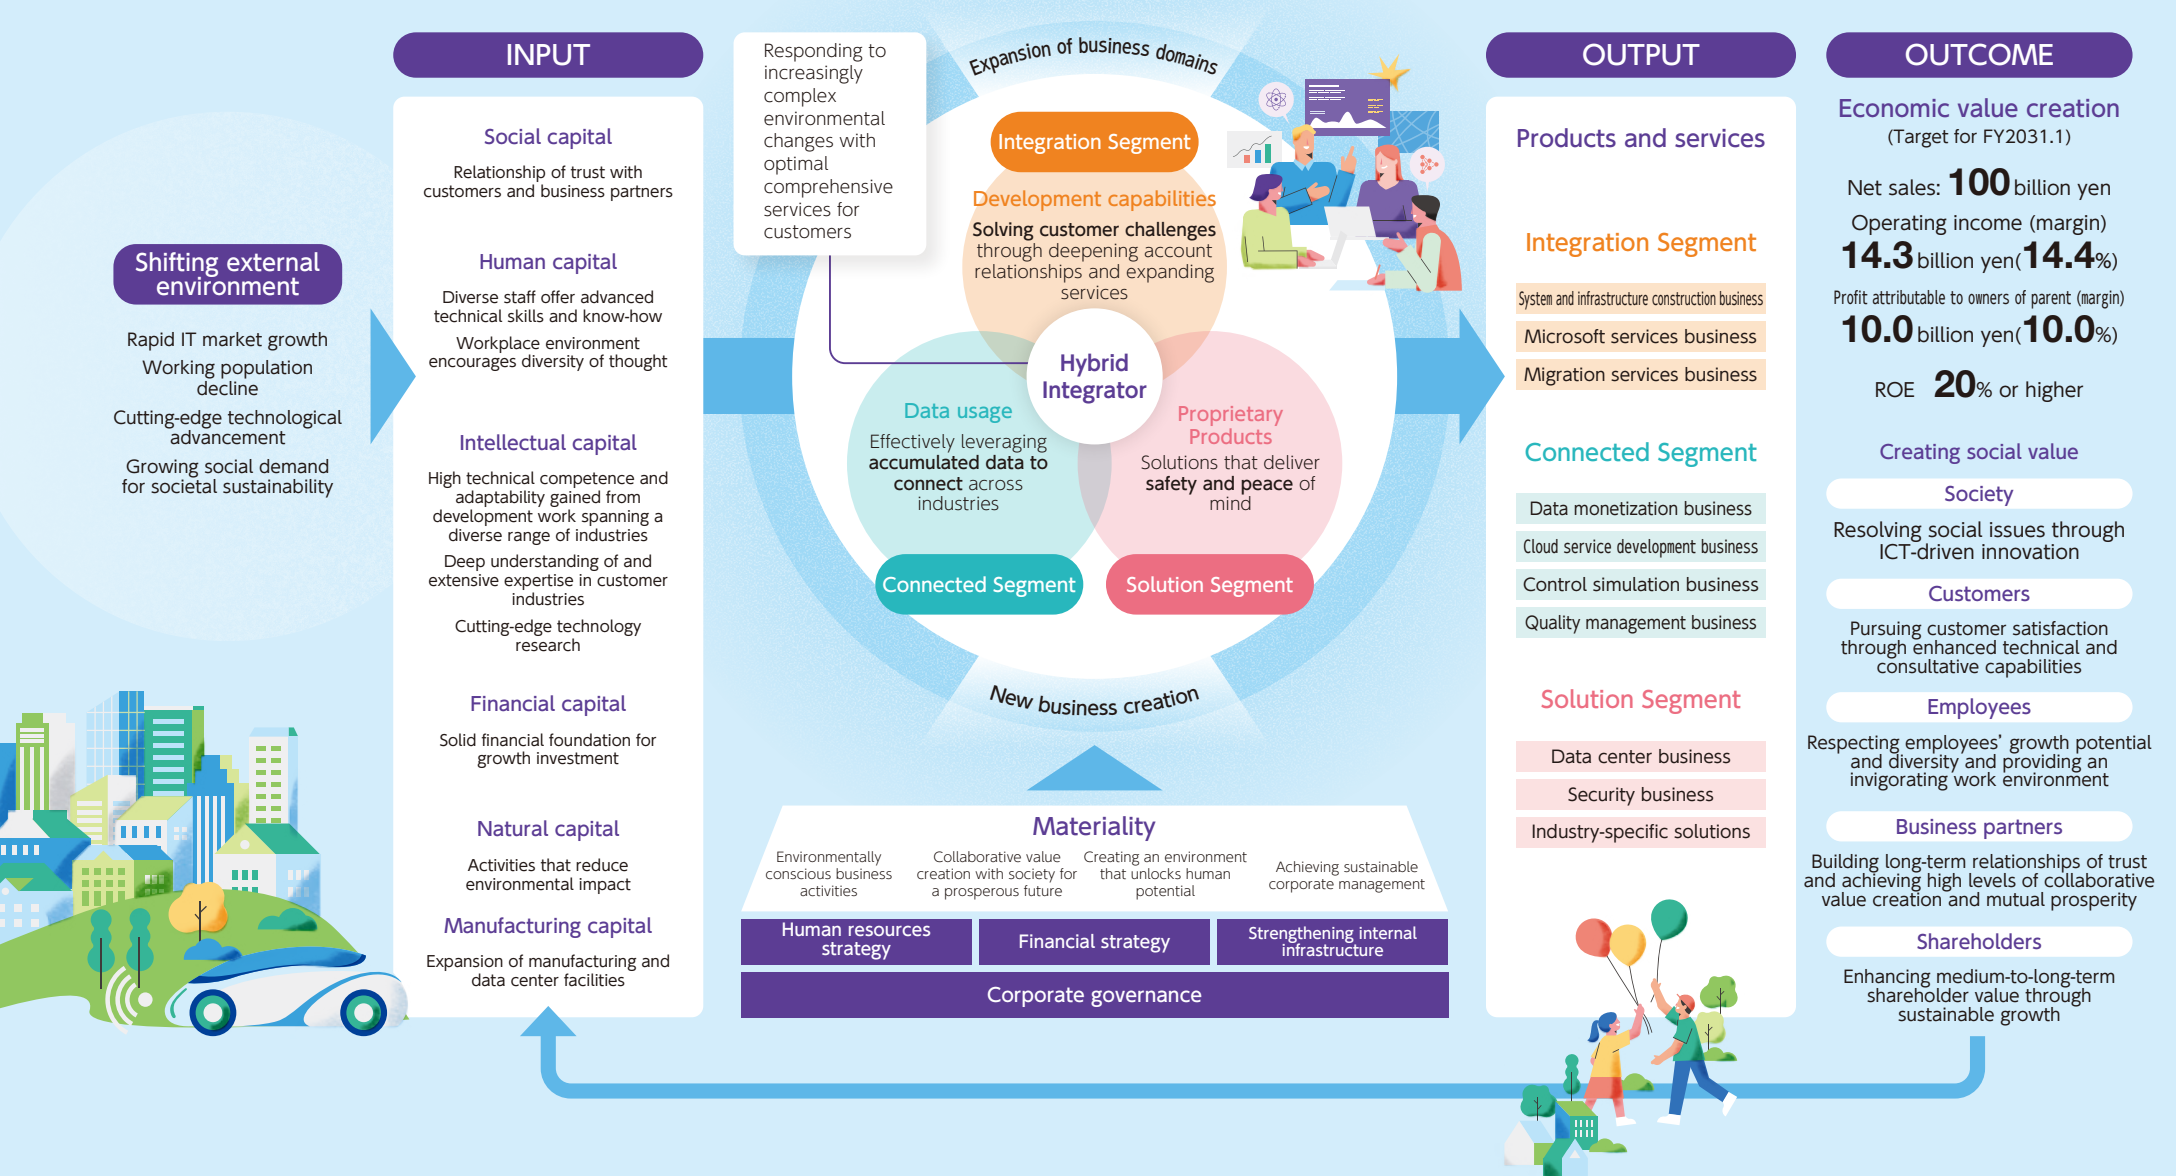 Shifting external
environment
Rapid IT market growth
Working population
decline
Cutting-edge technological
advancement
Growing social demand
for societal sustainability
INPUT
Social capital
Relationship of trust with
customers and business partners
Human capital
Diverse staff offer advanced
technical skills and know-how
Workplace environment
encourages diversity of thought
Intellectual capital
High technical competence and
adaptability gained from
development work spanning a
diverse range of industries
Deep understanding of and
extensive expertise in customer
industries
Cutting-edge technology
research
Financial capital
Solid financial foundation for
growth investment
Natural capital
Activities that reduce
environmental impact
Manufacturing capital
Expansion of manufacturing and
data center facilities
Responding to
increasingly
complex
environmental
changes with
optimal
comprehensive
services for
customers
Expansion of business domains
Integration Segment
Development capabilities
Solving customer challenges
through deepening account
relationships and expanding
services
Hybrid
Integrator
Data usage
Effectively leveraging
accumulated data to
connect across
industries
Connected Segment
Proprietary
Products
Solutions that deliver
safety and peace of
mind
Solution Segment
New business creation
Materiality
Environmentally
conscious business
activities
Collaborative value
creation with society for
a prosperous future
Creating an environment
that unlocks human
potential
Achieving sustainable
corporate management
Human resources
strategy
Financial strategy
Strengthening internal
infrastructure
Corporate governance
OUTPUT
Products and services
Integration Segment
System and infrastructure construction business
Microsoft services business
Migration services business
Connected Segment
Data monetization business
Cloud service development business
Control simulation business
Quality management business
Solution Segment
Data center business
Security business
Industry-specific solutions
OUTCOME
Economic value creation
(Target for FY2031.1)
Net sales: 100 billion yen
Operating income (margin)
14.3 billion yen(14.4%)
Profit attributable to owners of parent (margin)
10.0 billion yen(10.0%)
ROE 20% or higher
Creating social value
Society
Resolving social issues through
ICT-driven innovation
Customers
Pursuing customer satisfaction
through enhanced technical and
consultative capabilities
Employees
Respecting employees' growth potential
and diversity and providing an
invigorating work environment
Business partners
Building long-term relationships of trust
and achieving high levels of collaborative
value creation and mutual prosperity
Shareholders
Enhancing medium-to-long-term
shareholder value through
sustainable growth